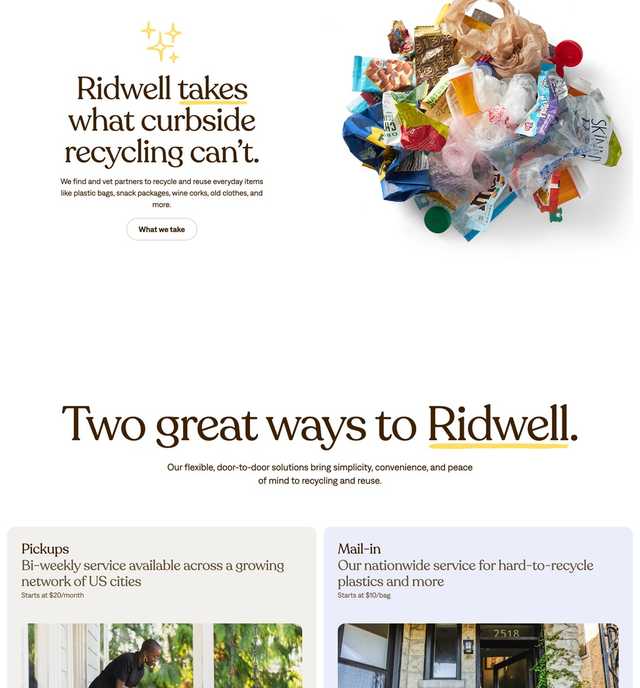 Ridwell takes
what curbside
recycling can't.
We find and vet partners to recycle and reuse everyday items
like plastic bags, snack packages, wine corks, old clothes, and
more.
What we take
SKINNY
Two great ways to Ridwell.
Our flexible, door-to-door solutions bring simplicity, convenience, and peace
of mind to recycling and reuse.
Pickups
Bi-weekly service available across a growing
network of US cities
Starts at $20/month
Mail-in
Our nationwide service for hard-to-recycle
plastics and more
Starts at $10/bag
2518